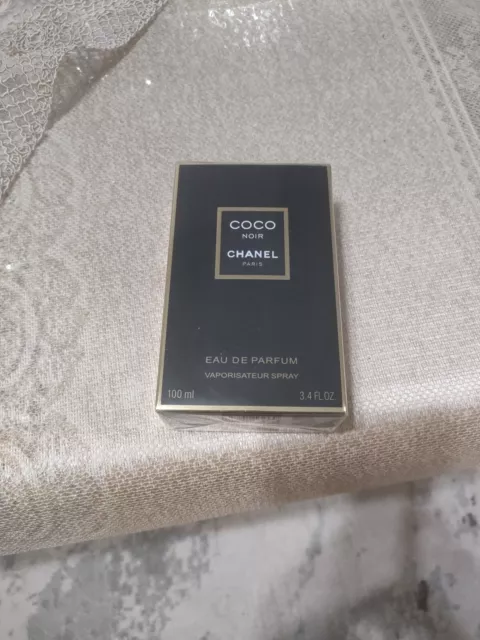 COCO
NOIR
CHANEL
PARIS
EAU DE PARFUM
VAPORISATEUR SPRAY
100 ml 3.4 FL.OZ.